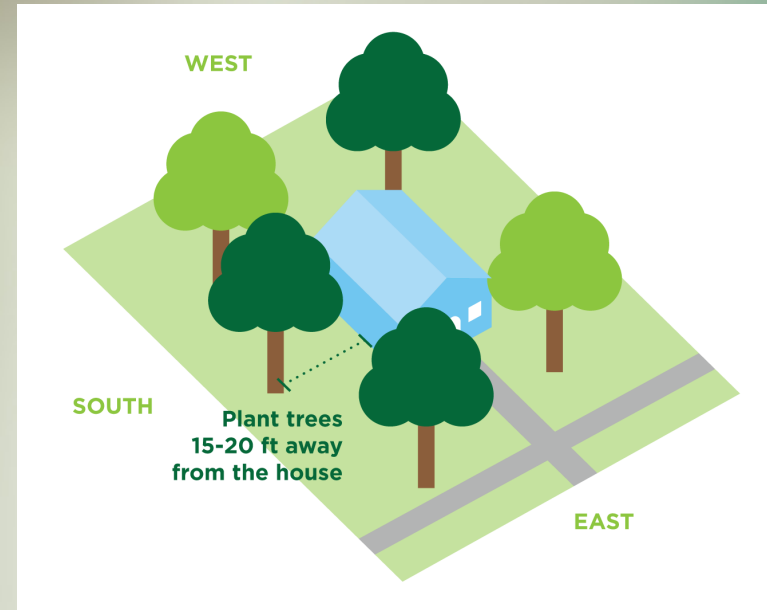 WEST
SOUTH
Plant trees
15-20 ft away
from the house
EAST